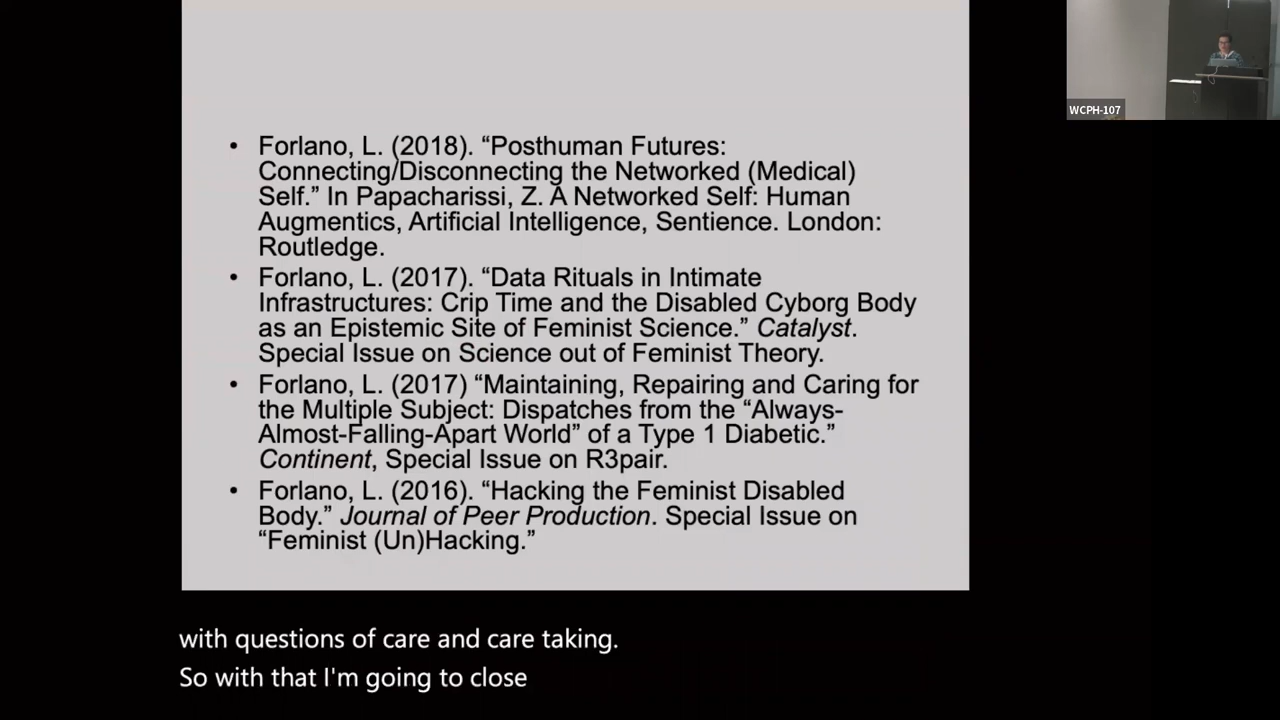 WCPH-107
• Forlano, L. (2018). “Posthuman Futures:
Connecting/Disconnecting the Networked (Medical)
Self.” In Papacharissi, Z. A Networked Self: Human
Augmentics, Artificial Intelligence, Sentience. London:
Routledge.
• Forlano, L. (2017). “Data Rituals in Intimate
Infrastructures: Crip Time and the Disabled Cyborg Body
as an Epistemic Site of Feminist Science.” Catalyst.
Special Issue on Science out of Feminist Theory.
• Forlano, L. (2017) “Maintaining, Repairing and Caring for
the Multiple Subject: Dispatches from the “Always-
Almost-Falling-Apart World” of a Type 1 Diabetic.”
Continent, Special Issue on R3pair.
• Forlano, L. (2016). “Hacking the Feminist Disabled
Body.” Journal of Peer Production. Special Issue on
“Feminist (Un)Hacking.”
with questions of care and care taking.
So with that I'm going to close